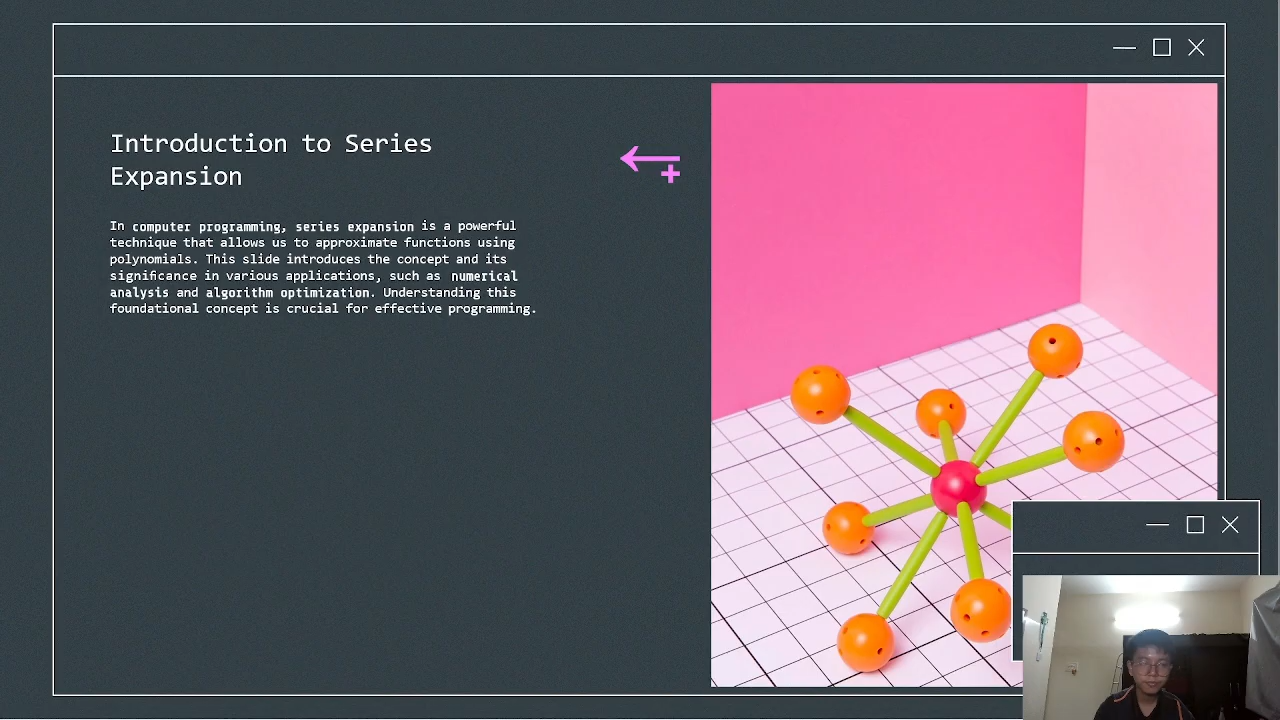 Introduction to Series
Expansion
In computer programming, series expansion is a powerful
technique that allows us to approximate functions using
polynomials. This slide introduces the concept and its
significance in various applications, such as numerical
analysis and algorithm optimization. Understanding this
foundational concept is crucial for effective programming.